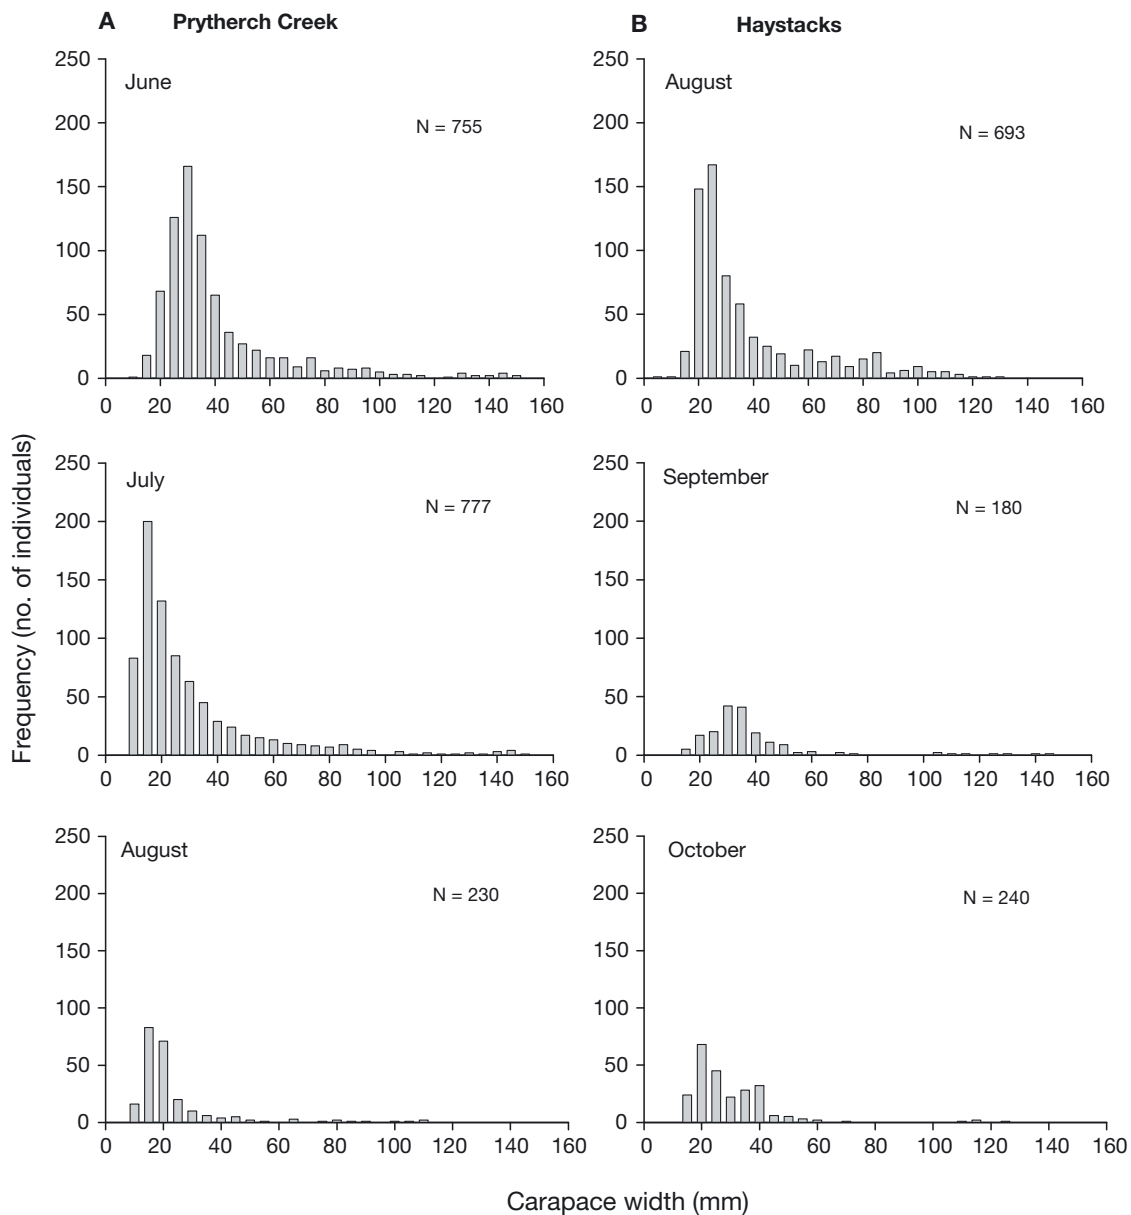 A Prytherch Creek
B Haystacks
250
200
150
100
50
0
June
N = 755
0 20 40 60 80 100 120 140 160
250
200
150
100
50
0
August
N = 693
0 20 40 60 80 100 120 140 160
Frequency (no. of individuals)
250
200
150
100
50
0
July
N = 777
0 20 40 60 80 100 120 140 160
250
200
150
100
50
0
September
N = 180
0 20 40 60 80 100 120 140 160
250
200
150
100
50
0
August
N = 230
0 20 40 60 80 100 120 140 160
250
200
150
100
50
0
October
N = 240
0 20 40 60 80 100 120 140 160
Carapace width (mm)